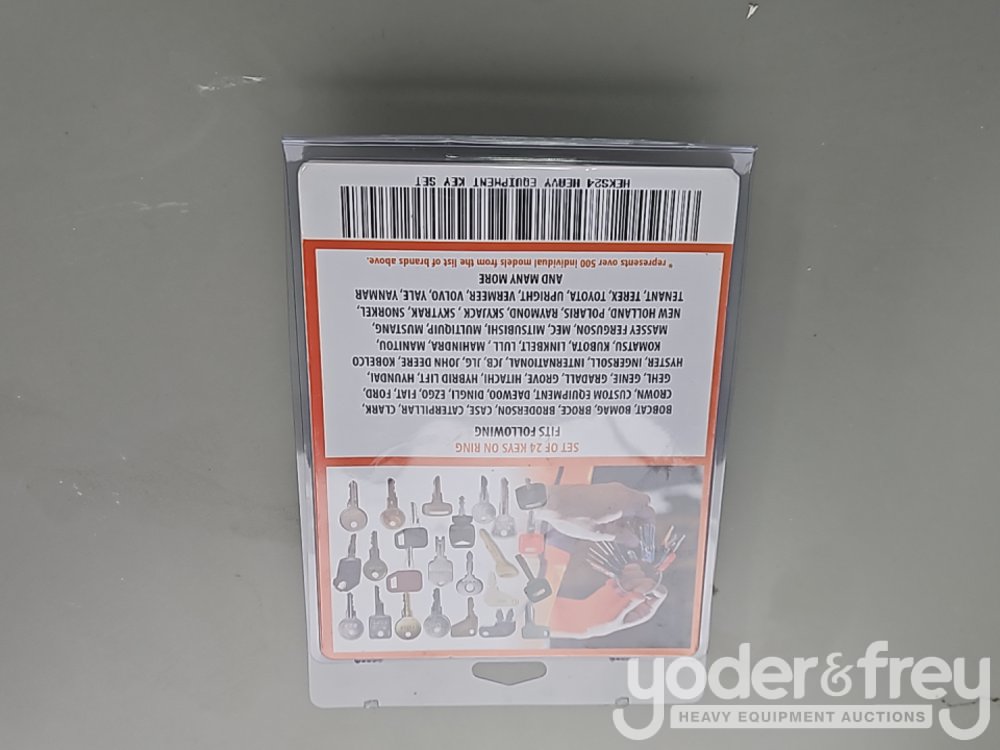 SET OF 24 KEYS ON RING
FITS FOLLOWING
BOBCAT, BOMAG, BROCE, BRODERSON, CASE, CATERPILLAR, CLARK,
CROWN, CUSTOM EQUIPMENT, DAEWOO, DINGLI, EZGO, FIAT, FORD,
GEHL, GENIE, GRADALL, GROVE, HITACHI, HYBRID LIFT, HYUNDAI,
HYSTER, INGERSOLL, INTERNATIONAL, JCB, JLG, JOHN DEERE, KOBELCO
KOMATSU, KUBOTA, LINKBELT, LULL, MAHINDRA, MANITOU,
MASSEY FERGUSON, MEC, MITSUBISHI, MULTIQUIP, MUSTANG,
NEW HOLLAND, POLARIS, RAYMOND, SKYJACK, SKYTRAK, SNORKEL,
TENANT, TEREX, TOYOTA, UPRIGHT, VERMEER, VOLVO, YALE, YANMAR
AND MANY MORE
*represents over 500 individual models from the list of brands above.
HEKS24 HEAVY EQUIPMENT KEY SET
yoder&frey
HEAVY EQUIPMENT AUCTIONS